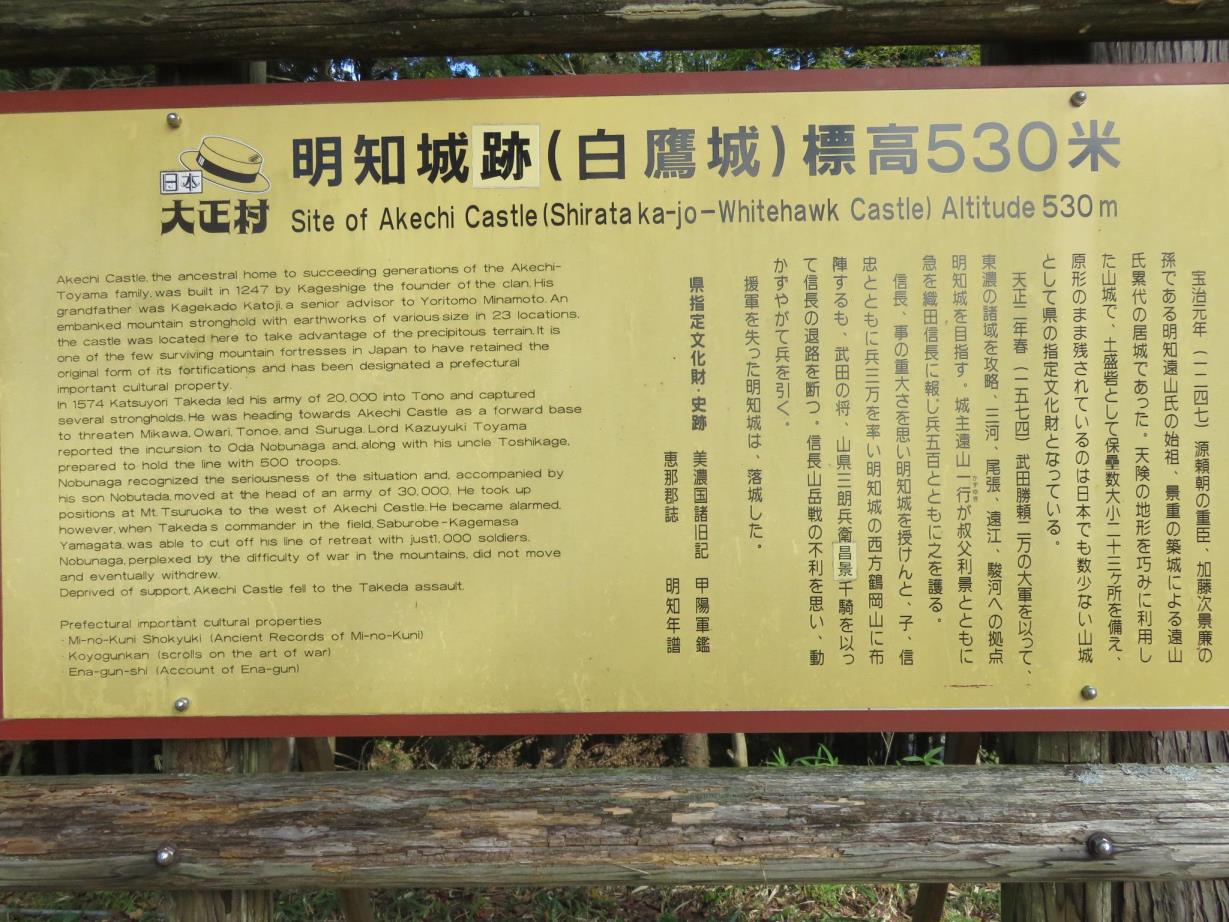 明知城跡(白鷹城)標高530米
日本
大正村
Site of Akechi Castle(Shirataka-jo-Whitehawk Castle) Altitude 530m
Akechi Castle, the ancestral home to succeeding generations of the Akechi-
Toyama family, was built in 1247 by Kageshige the founder of the clan. His
grandfather was Kagekado Katoji, a senior advisor to Yoritomo Minamoto. An
embanked mountain stronghold with earthworks of various size in 23 locations,
the castle was located here to take advantage of the precipitous terrain. It is
one of the few surviving mountain fortresses in Japan to have retained the
original form of its fortifications and has been designated a prefectural
important cultural property.
In 1574 Katsuyori Takeda led his army of 20,000 into Tono and captured
several strongholds. He was heading towards Akechi Castle as a forward base
to threaten Mikawa, Owari, Tonoe, and Suruga. Lord Kazuyuki Toyama
reported the incursion to Oda Nobunaga and, along with his uncle Toshikage,
prepared to hold the line with 500 troops.
Nobunaga recognized the seriousness of the situation and, accompanied by
his son Nobutada, moved at the head of an army of 30,000. He took up
positions at Mt. Tsuruoka to the west of Akechi Cestle. He became alarmed,
however, when Takeda s commander in the field, Saburobe-Kagemasa
Yamagata, was able to cut off his line of retreat with just1,000 soldiers.
Nobunaga, perplexed by the difficulty of war in the mountains, did not move
and eventually withdrew.
Deprived of support, Akechi Castle fell to the Takeda assault.
Prefectural important cultural properties
· Mi-no-Kuni Shokyuki (Ancient Records of Mi-no-Kuni)
· Koyogunkan (scrolls on the art of war)
· Ena-gun-shi (Account of Ena-gun)
宝治元年(一二四七)源頼朝の重臣、加藤次景廉の
孫である明知遠山氏の始祖、景重の築城による遠山
氏累代の居城であった。天険の地形を巧みに利用し
た山城で、土盛砦として保塁数大小二十三ヶ所を備え、
原形のまま残されているのは日本でも数少ない山城
として県の指定文化財となっている。
天正二年春(一五七四)武田勝頼二万の大軍を以って、
東濃の諸域を攻略、三河、尾張、遠江、駿河への拠点
明知城を目指す。城主遠山一行が叔父利景とともに
かずゆき
急を織田信長に報し兵五百とともに之を護る。
信長、事の重大さを思い明知城を授けんと、子、信
忠とともに兵三万を率い明知城の西方鶴岡山に布
陣するも、武田の将、山県三朗兵衛昌景千騎を以っ
て信長の退路を断つ。信長山岳戦の不利を思い、動
かずやがて兵を引く。
援軍を失った明知城は、落城した。
県指定文化財・史跡 美濃国諸旧記 甲陽軍鑑
恵那郡誌 明知年譜